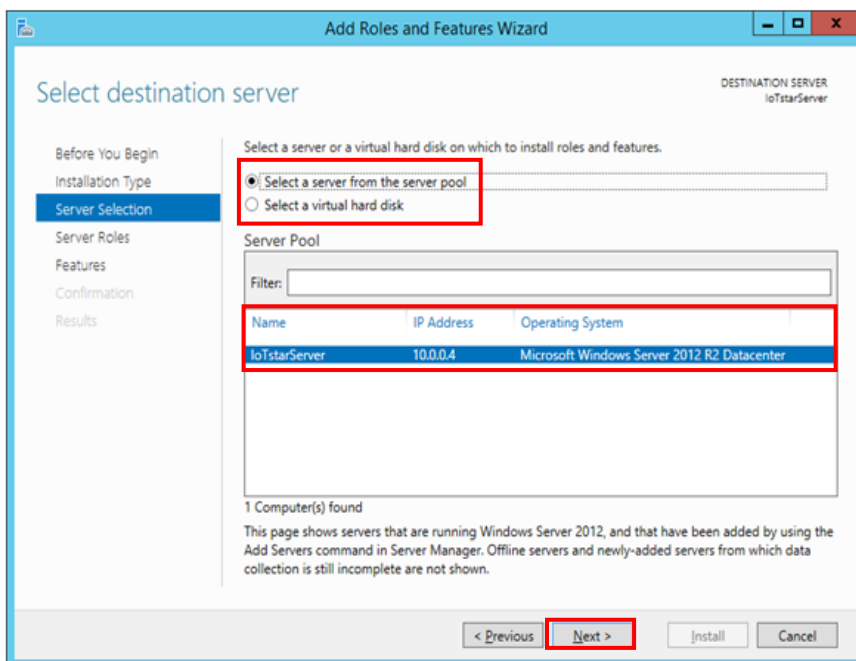 Add Roles and Features Wizard
Select destination server
DESTINATION SERVER
IoTstarServer
Before You Begin
Installation Type
Server Selection
Server Roles
Features
Confirmation
Results
Select a server or a virtual hard disk on which to install roles and features.
Select a server from the server pool
Select a virtual hard disk
Server Pool
Filter:
Name IP Address Operating System
IoTstarServer 10.0.0.4 Microsoft Windows Server 2012 R2 Datacenter
1 Computer(s) found
This page shows servers that are running Windows Server 2012, and that have been added by using the
Add Servers command in Server Manager. Offline servers and newly-added servers from which data
collection is still incomplete are not shown.
< Previous Next > Install Cancel